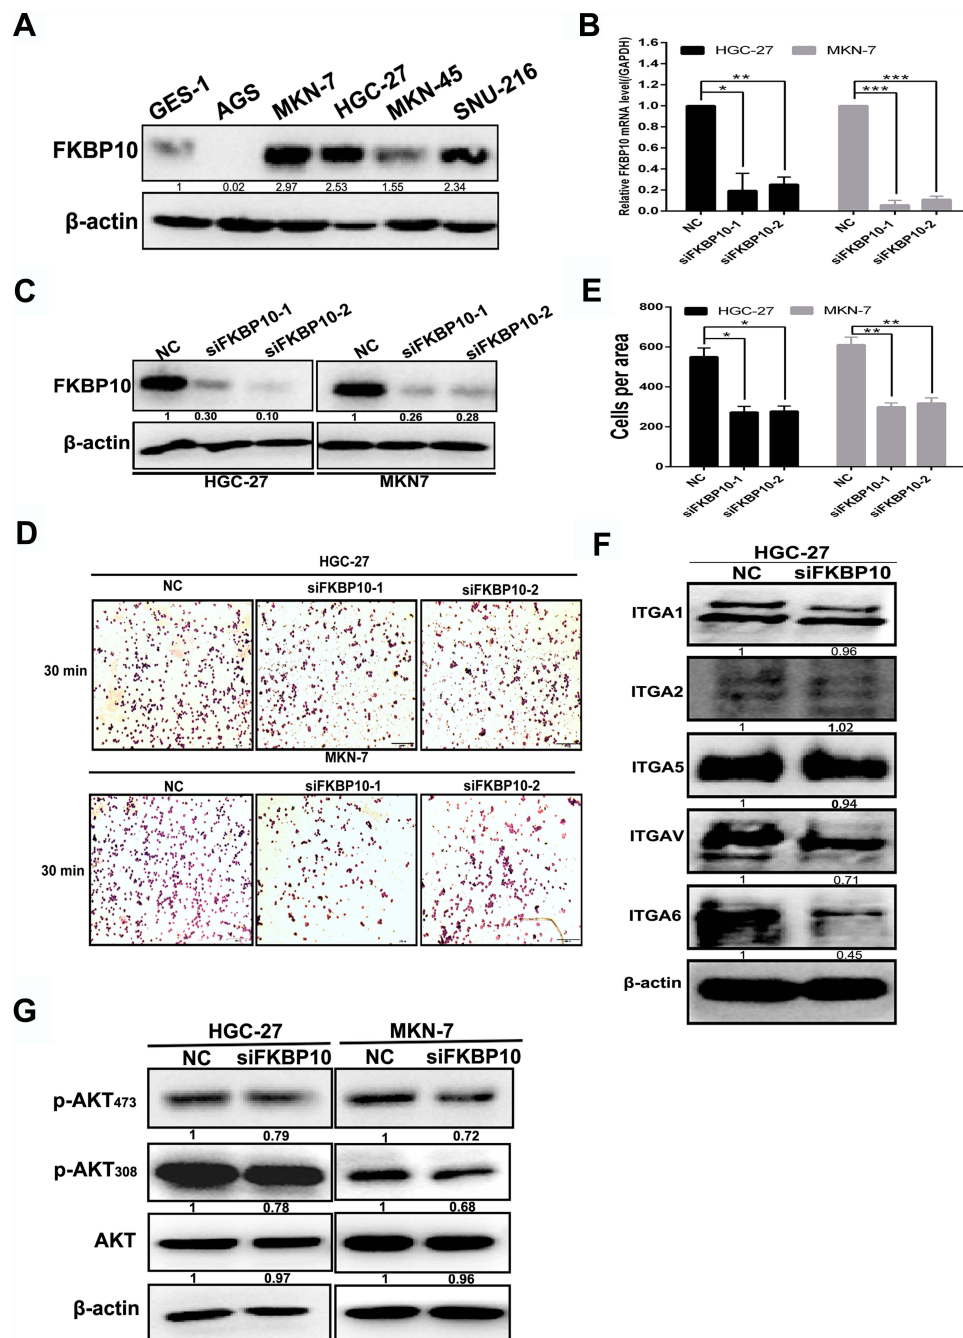 A
GES-1 AGS MKN-7 HGC-27 MKN-45 SNU-216
FKBP10
1 0.02 2.97 2.53 1.55 2.34
β-actin
B
HGC-27 MKN-7
Relative FKBP10 mRNA level(/GAPDH)
1.6
1.4
1.2
1.0
0.8
0.6
0.4
0.2
0.0
* ** *** ***
NC siFKBP10-1 siFKBP10-2 NC siFKBP10-1 siFKBP10-2
C
NC siFKBP10-1 siFKBP10-2 NC siFKBP10-1 siFKBP10-2
FKBP10
1 0.30 0.10 1 0.26 0.28
β-actin
HGC-27 MKN7
E
HGC-27 MKN-7
Cells per area
800
600
400
200
0
* * ** **
NC siFKBP10-1 siFKBP10-2 NC siFKBP10-1 siFKBP10-2
D
HGC-27
NC siFKBP10-1 siFKBP10-2
30 min
MKN-7
NC siFKBP10-1 siFKBP10-2
30 min
F
HGC-27
NC siFKBP10
ITGA1
1 0.96
ITGA2
1 1.02
ITGA5
1 0.94
ITGAV
1 0.71
ITGA6
1 0.45
β-actin
G
HGC-27 MKN-7
NC siFKBP10 NC siFKBP10
p-AKT473
1 0.79 1 0.72
p-AKT308
1 0.78 1 0.68
AKT
1 0.97 1 0.96
β-actin